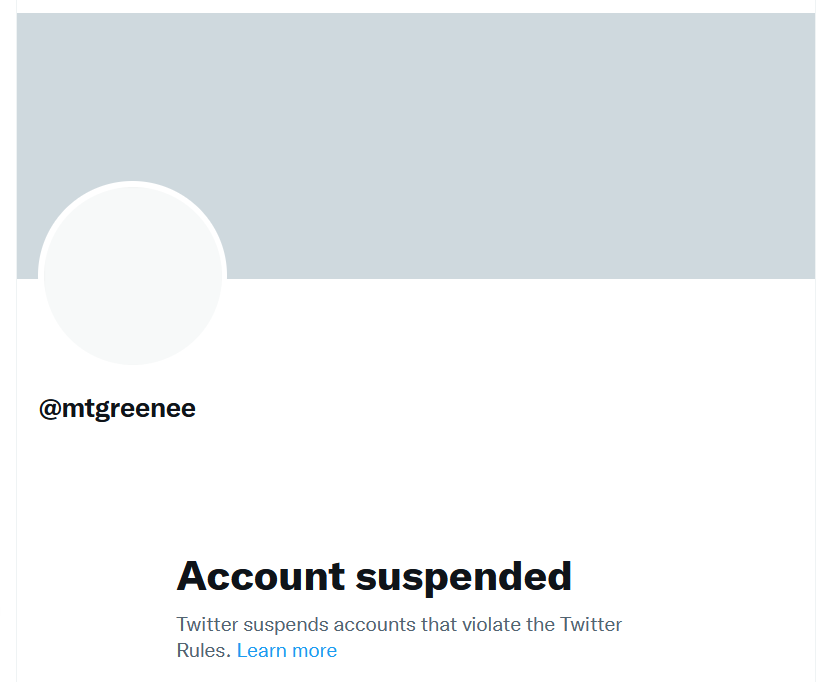 @mtgreenee
Account suspended
Twitter suspends accounts that violate the Twitter
Rules. Learn more